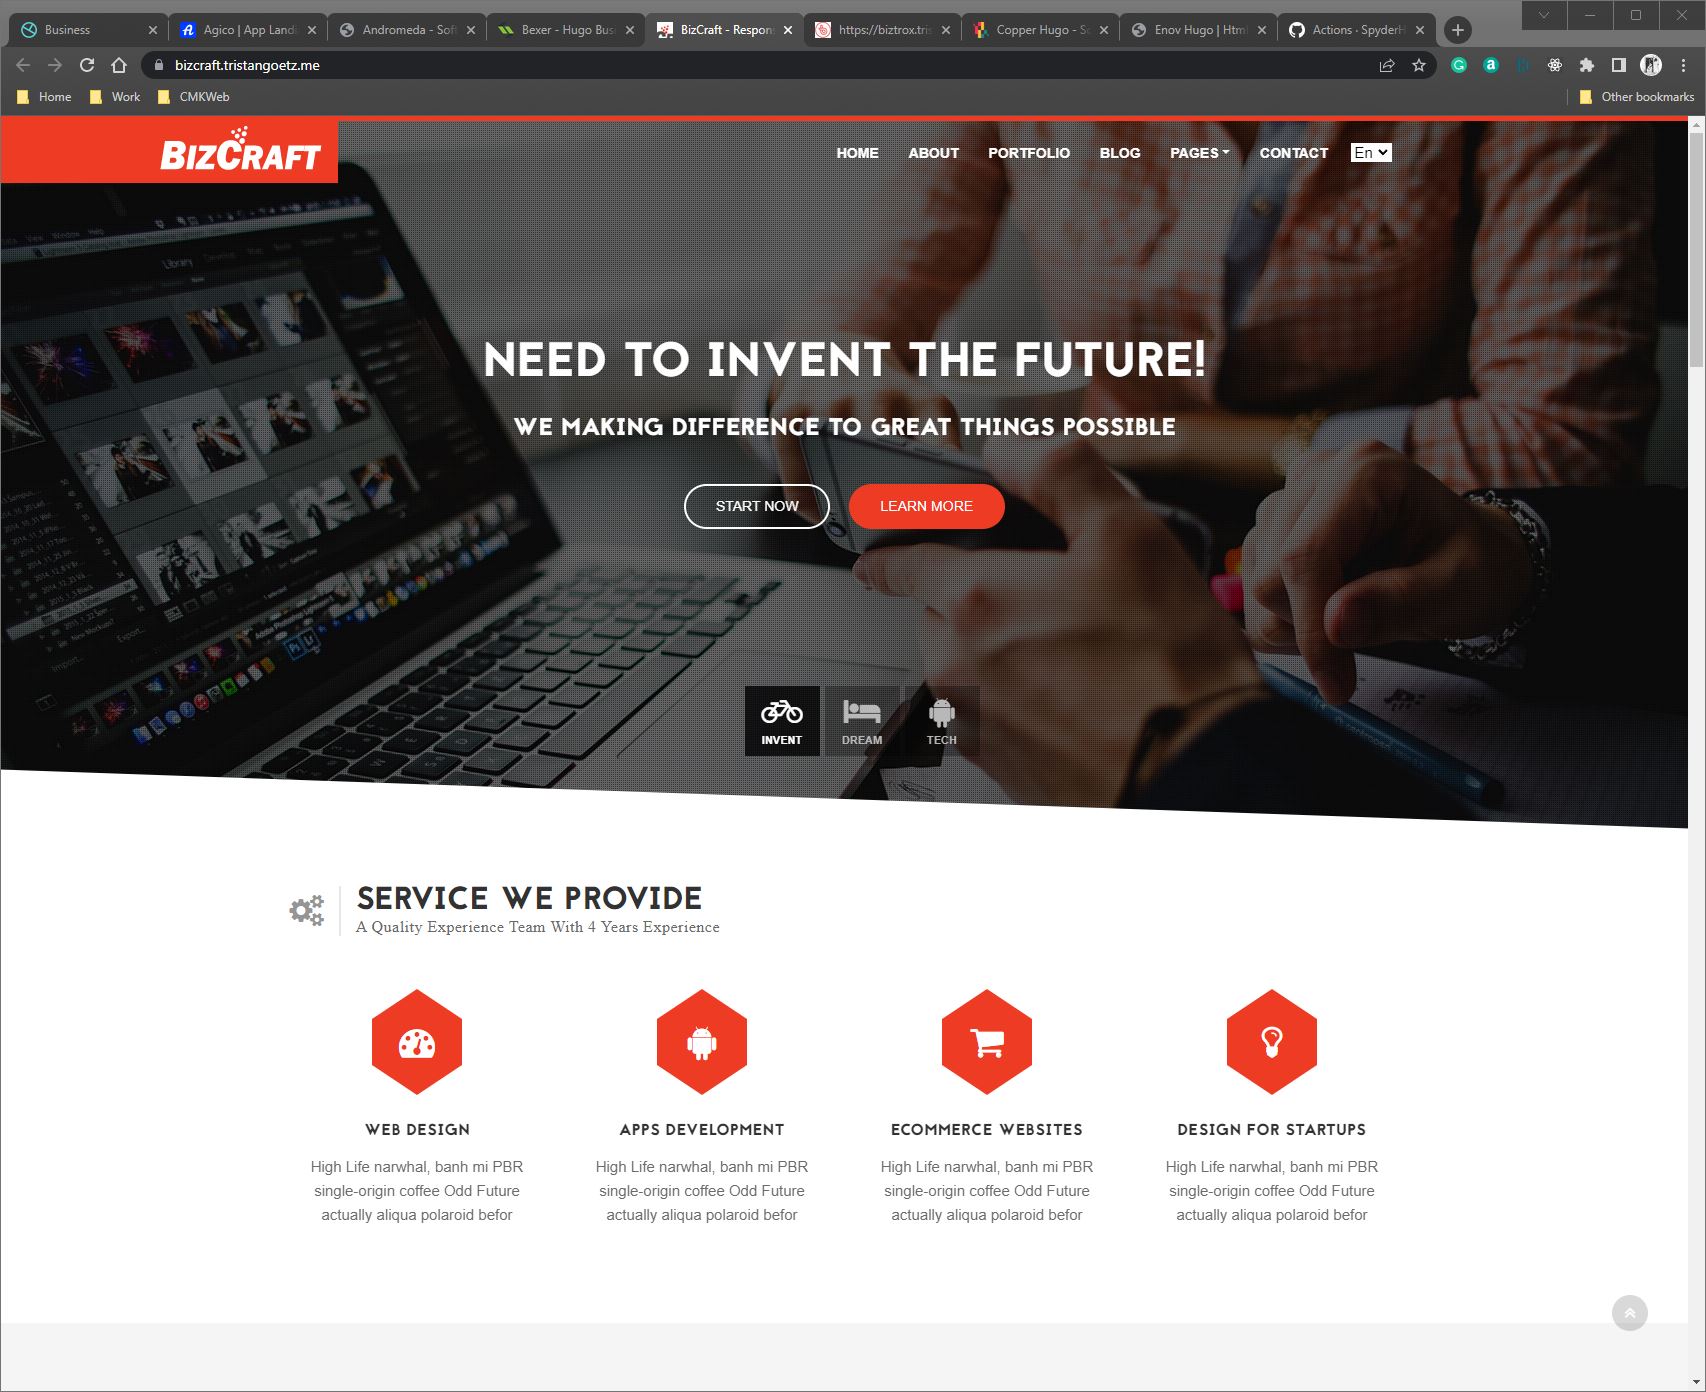 Business
Agico | App Landi
Andromeda - Soft
Bexer - Hugo Busi
BizCraft - Respons
https://biztrox.tris
Copper Hugo - So
Enov Hugo | Html
Actions · SpyderH
bizcraft.tristangoetz.me
Home
Work
CMKWeb
Other bookmarks
BIZCRAFT
HOME
ABOUT
PORTFOLIO
BLOG
PAGES
CONTACT
En
NEED TO INVENT THE FUTURE!
WE MAKING DIFFERENCE TO GREAT THINGS POSSIBLE
START NOW
LEARN MORE
INVENT
DREAM
TECH
SERVICE WE PROVIDE
A Quality Experience Team With 4 Years Experience
WEB DESIGN
High Life narwhal, banh mi PBR
single-origin coffee Odd Future
actually aliqua polaroid befor
APPS DEVELOPMENT
High Life narwhal, banh mi PBR
single-origin coffee Odd Future
actually aliqua polaroid befor
ECOMMERCE WEBSITES
High Life narwhal, banh mi PBR
single-origin coffee Odd Future
actually aliqua polaroid befor
DESIGN FOR STARTUPS
High Life narwhal, banh mi PBR
single-origin coffee Odd Future
actually aliqua polaroid befor